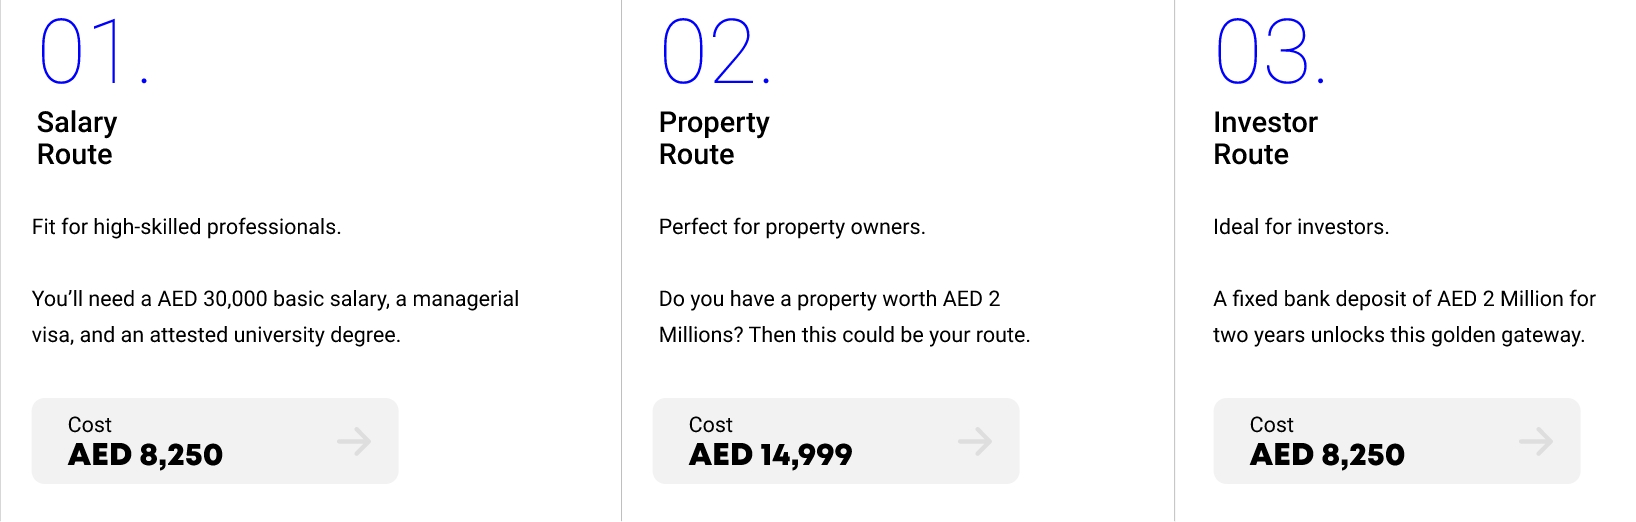 01.
Salary
Route
Fit for high-skilled professionals.
You’ll need a AED 30,000 basic salary, a managerial
visa, and an attested university degree.
Cost
AED 8,250
02.
Property
Route
Perfect for property owners.
Do you have a property worth AED 2
Millions? Then this could be your route.
Cost
AED 14,999
03.
Investor
Route
Ideal for investors.
A fixed bank deposit of AED 2 Million for
two years unlocks this golden gateway.
Cost
AED 8,250